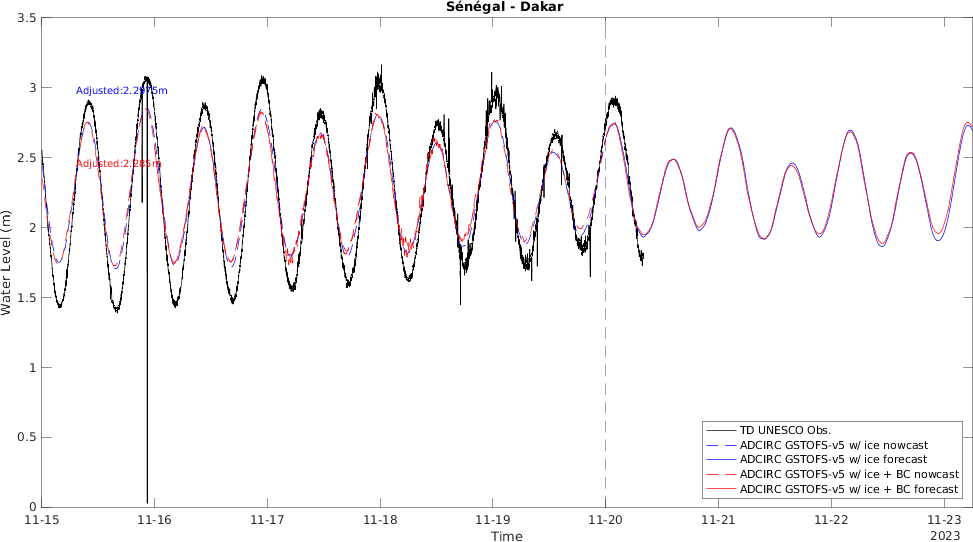 Sénégal - Dakar
3.5
3
2.5
2
1.5
1
0.5
0
Water Level (m)
Adjusted:2.2975m
Adjusted:2.285m
TD UNESCO Obs.
ADCIRC GSTOFS-v5 w/ ice nowcast
ADCIRC GSTOFS-v5 w/ ice forecast
ADCIRC GSTOFS-v5 w/ ice + BC nowcast
ADCIRC GSTOFS-v5 w/ ice + BC forecast
11-15 11-16 11-17 11-18 11-19 11-20 11-21 11-22 11-23
Time
2023